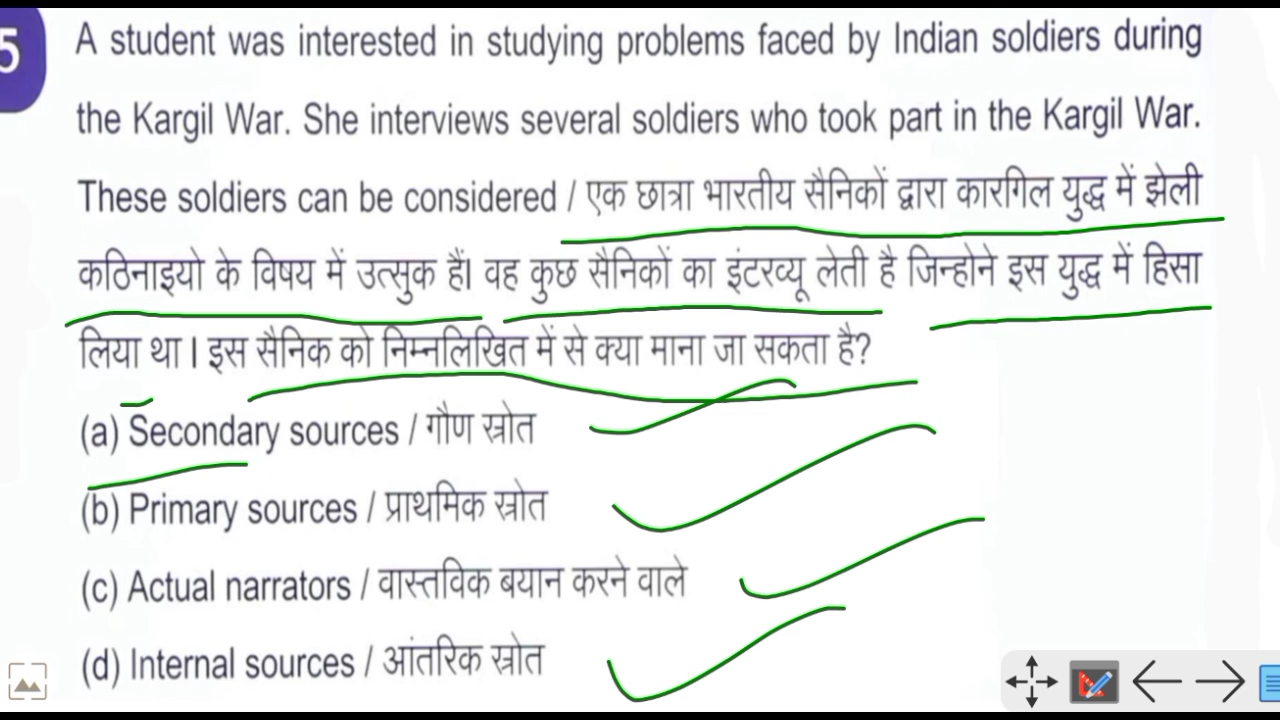 5
A student was interested in studying problems faced by Indian soldiers during
the Kargil War. She interviews several soldiers who took part in the Kargil War.
These soldiers can be considered / एक छात्रा भारतीय सैनिकों द्वारा कारगिल युद्ध में झेली
कठिनाइयो के विषय में उत्सुक हैं। वह कुछ सैनिकों का इंटरव्यू लेती है जिन्होने इस युद्ध में हिसा
लिया था । इस सैनिक को निम्नलिखित में से क्या माना जा सकता है?
(a) Secondary sources / गौण स्रोत
(b) Primary sources / प्राथमिक स्रोत
(c) Actual narrators / वास्तविक बयान करने वाले
(d) Internal sources / आंतरिक स्रोत